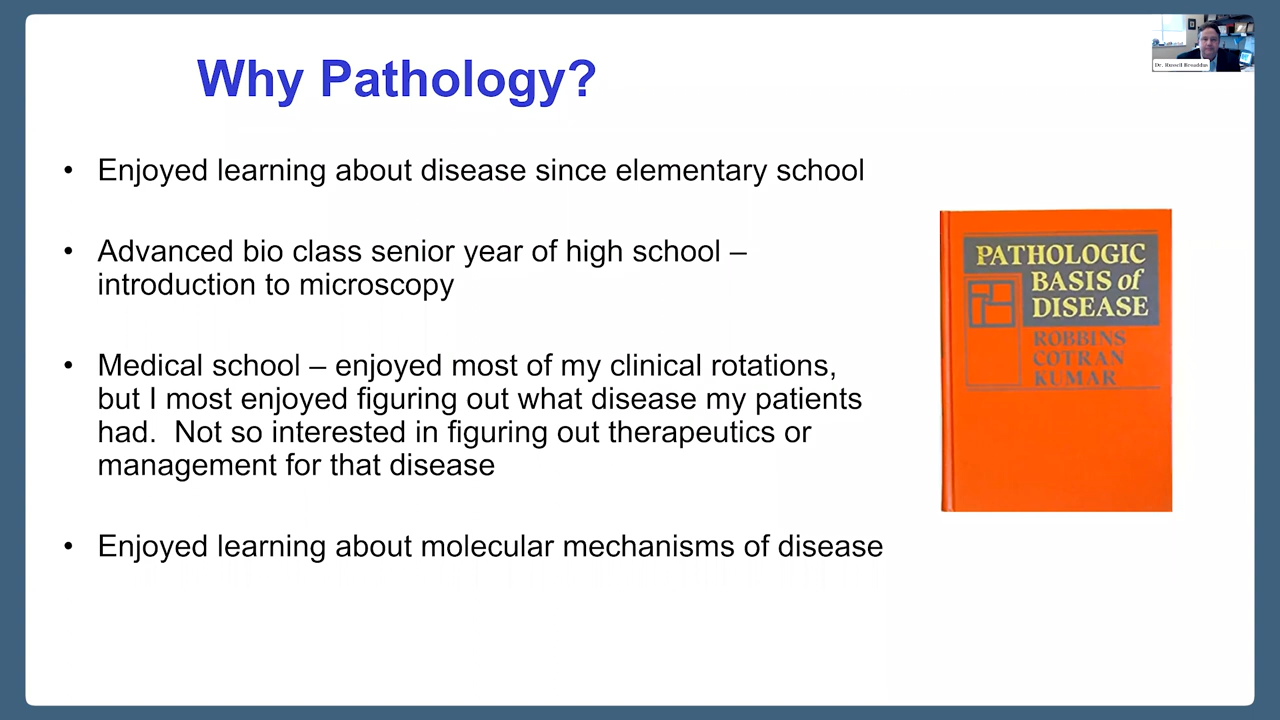 Why Pathology?
Dr. Russell Broaddus
• Enjoyed learning about disease since elementary school
• Advanced bio class senior year of high school –
introduction to microscopy
• Medical school – enjoyed most of my clinical rotations,
but I most enjoyed figuring out what disease my patients
had.  Not so interested in figuring out therapeutics or
management for that disease
• Enjoyed learning about molecular mechanisms of disease
PATHOLOGIC
BASIS of
DISEASE
ROBBINS
COTRAN
KUMAR